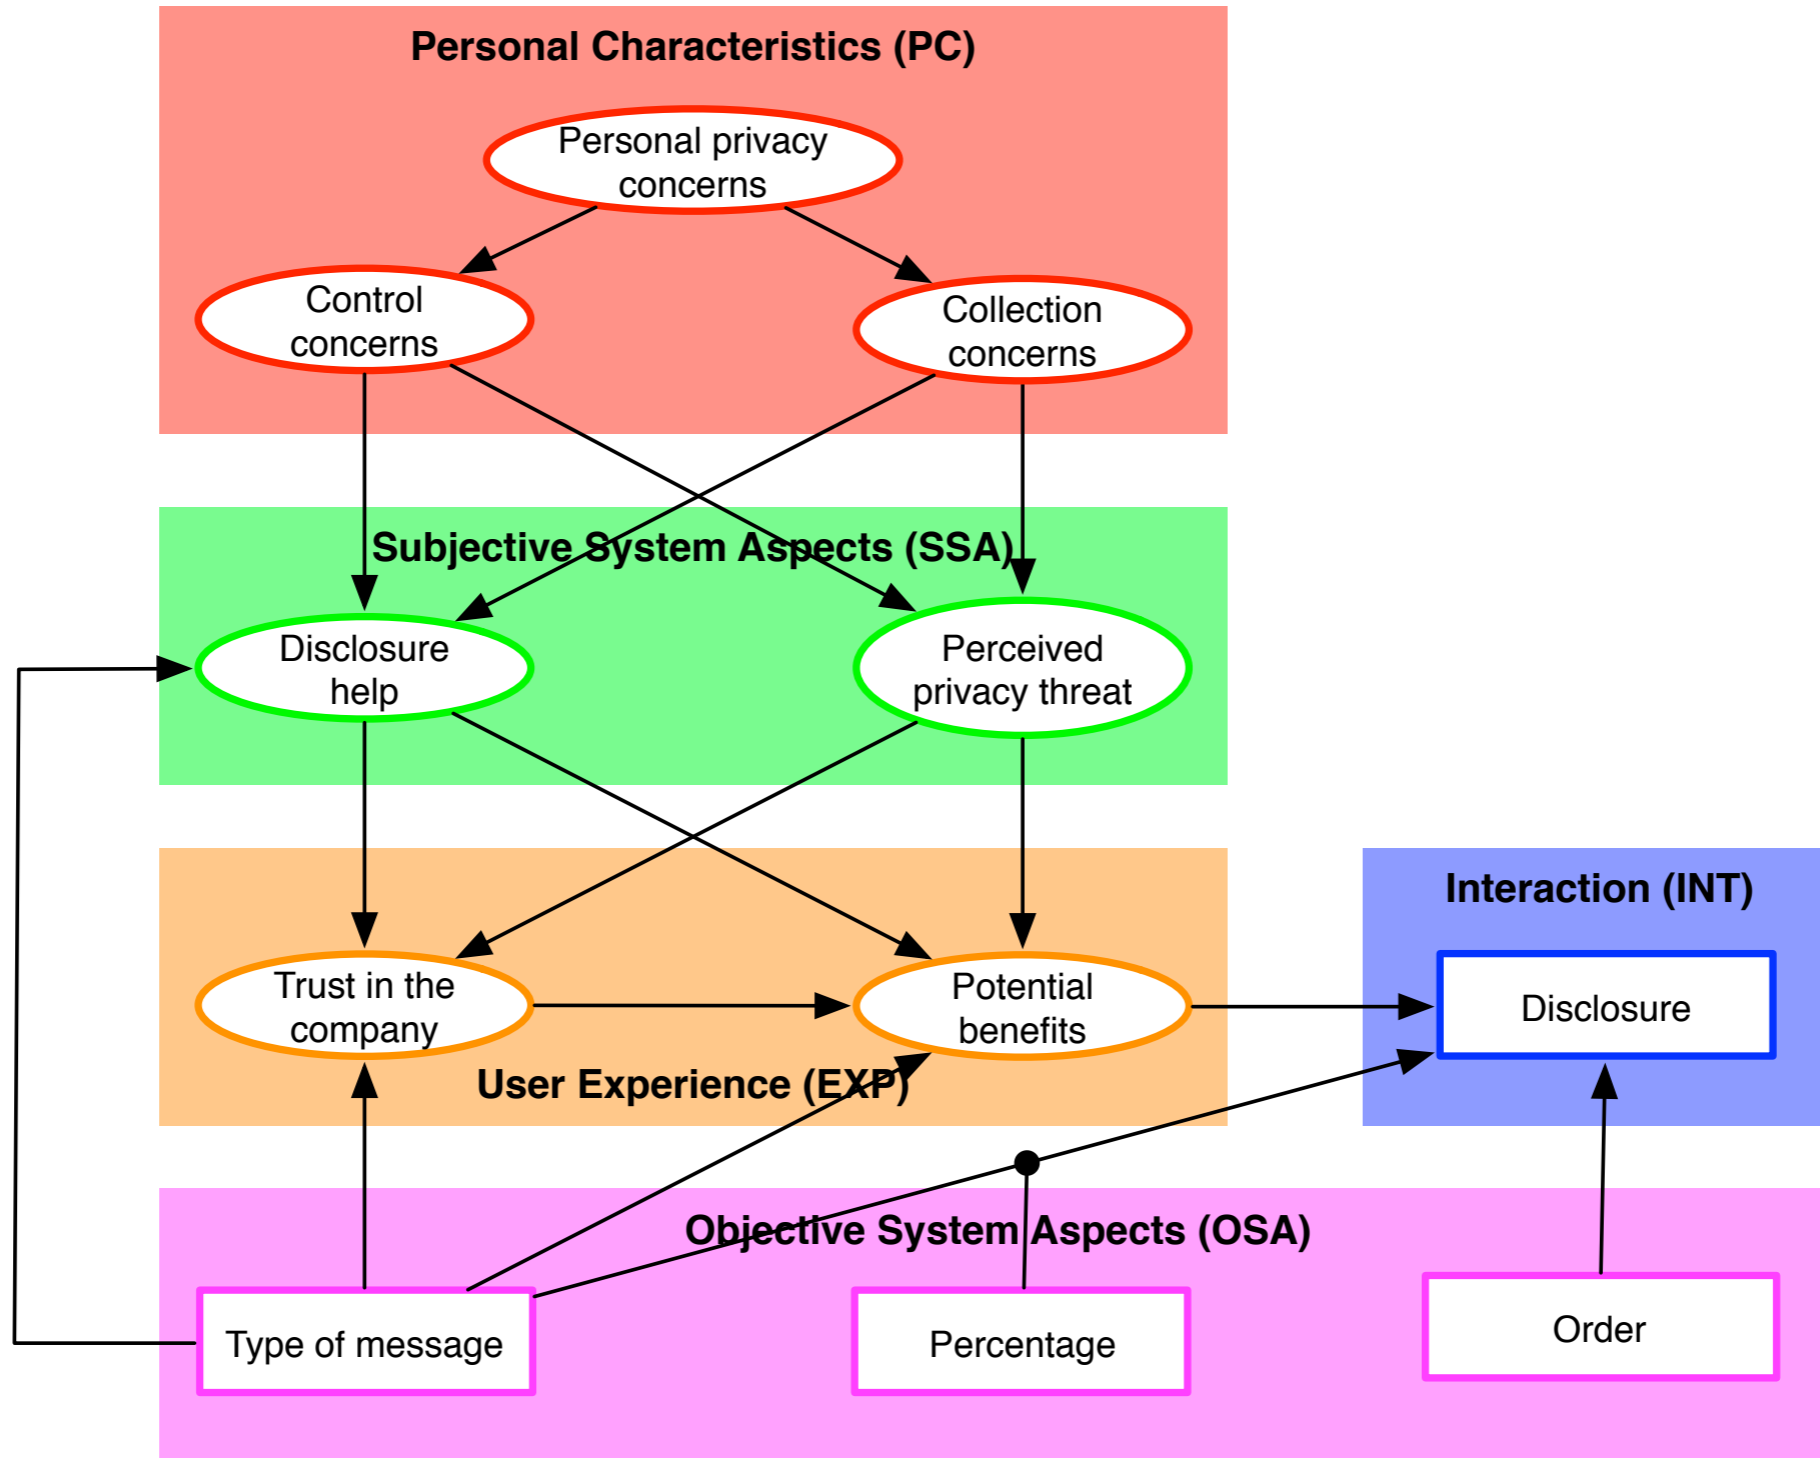 Personal Characteristics (PC)
Personal privacy
concerns
Control
concerns
Collection
concerns
Subjective System Aspects (SSA)
Disclosure
help
Perceived
privacy threat
Interaction (INT)
Trust in the
company
Potential
benefits
Disclosure
User Experience (EXP)
Objective System Aspects (OSA)
Type of message
Percentage
Order